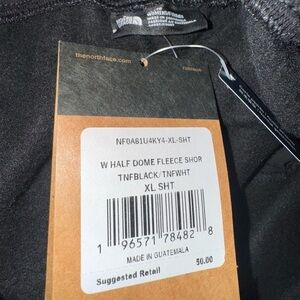 thenorthface.com
NF0A81U4KY4-XL-SHT
W HALF DOME FLEECE SHOR
TNFBLACK/TNFWHT
XL SHT
1 96571 78482 8
MADE IN GUATEMALA
Suggested Retail 50.00